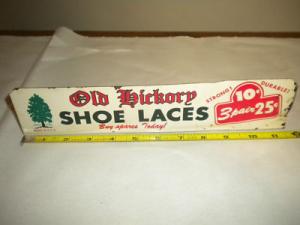 Old Hickory
SHOE LACES
Buy spares Today!
STRONG! DURABLE!
10¢
3 pair 25¢